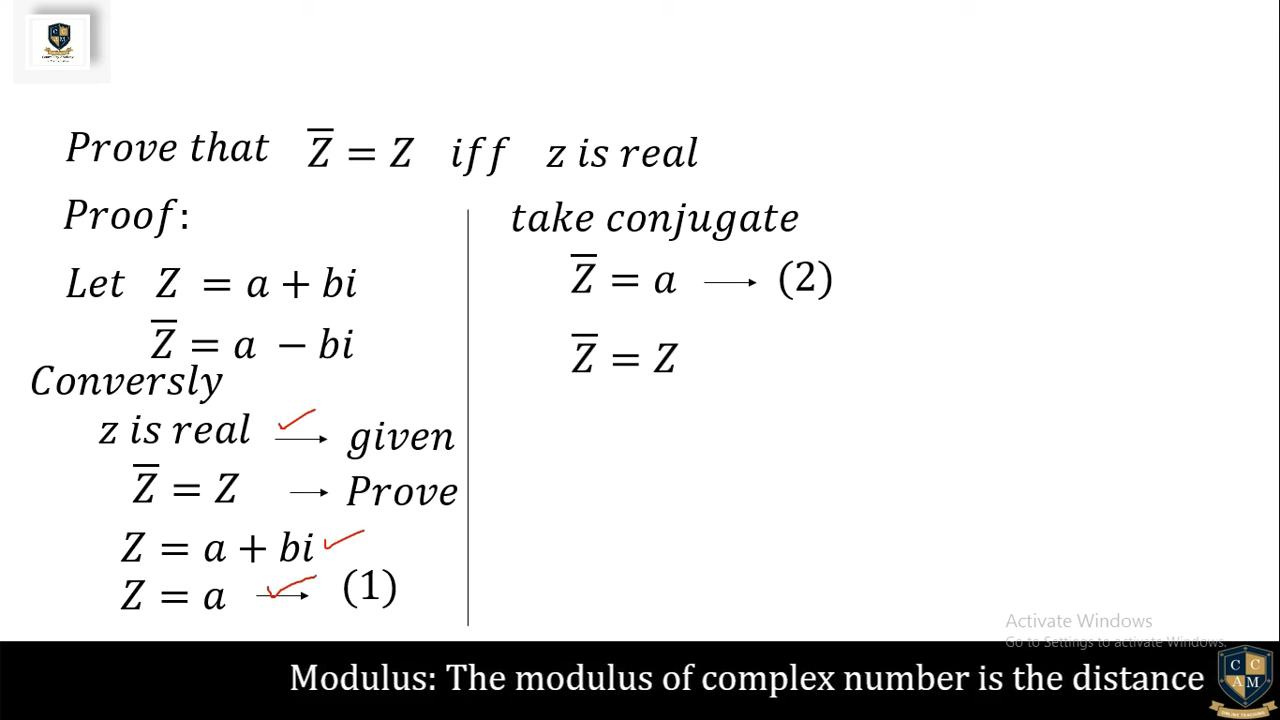 Prove that Z̅ = Z iff z is real
Proof:
Let Z = a + bi
Z̅ = a − bi
Conversly
z is real → given
Z̅ = Z → Prove
Z = a + bi
Z = a → (1)
take conjugate
Z̅ = a → (2)
Z̅ = Z
Activate Windows
Go to Settings to activate Windows.
Modulus: The modulus of complex number is the distance
C C
A M